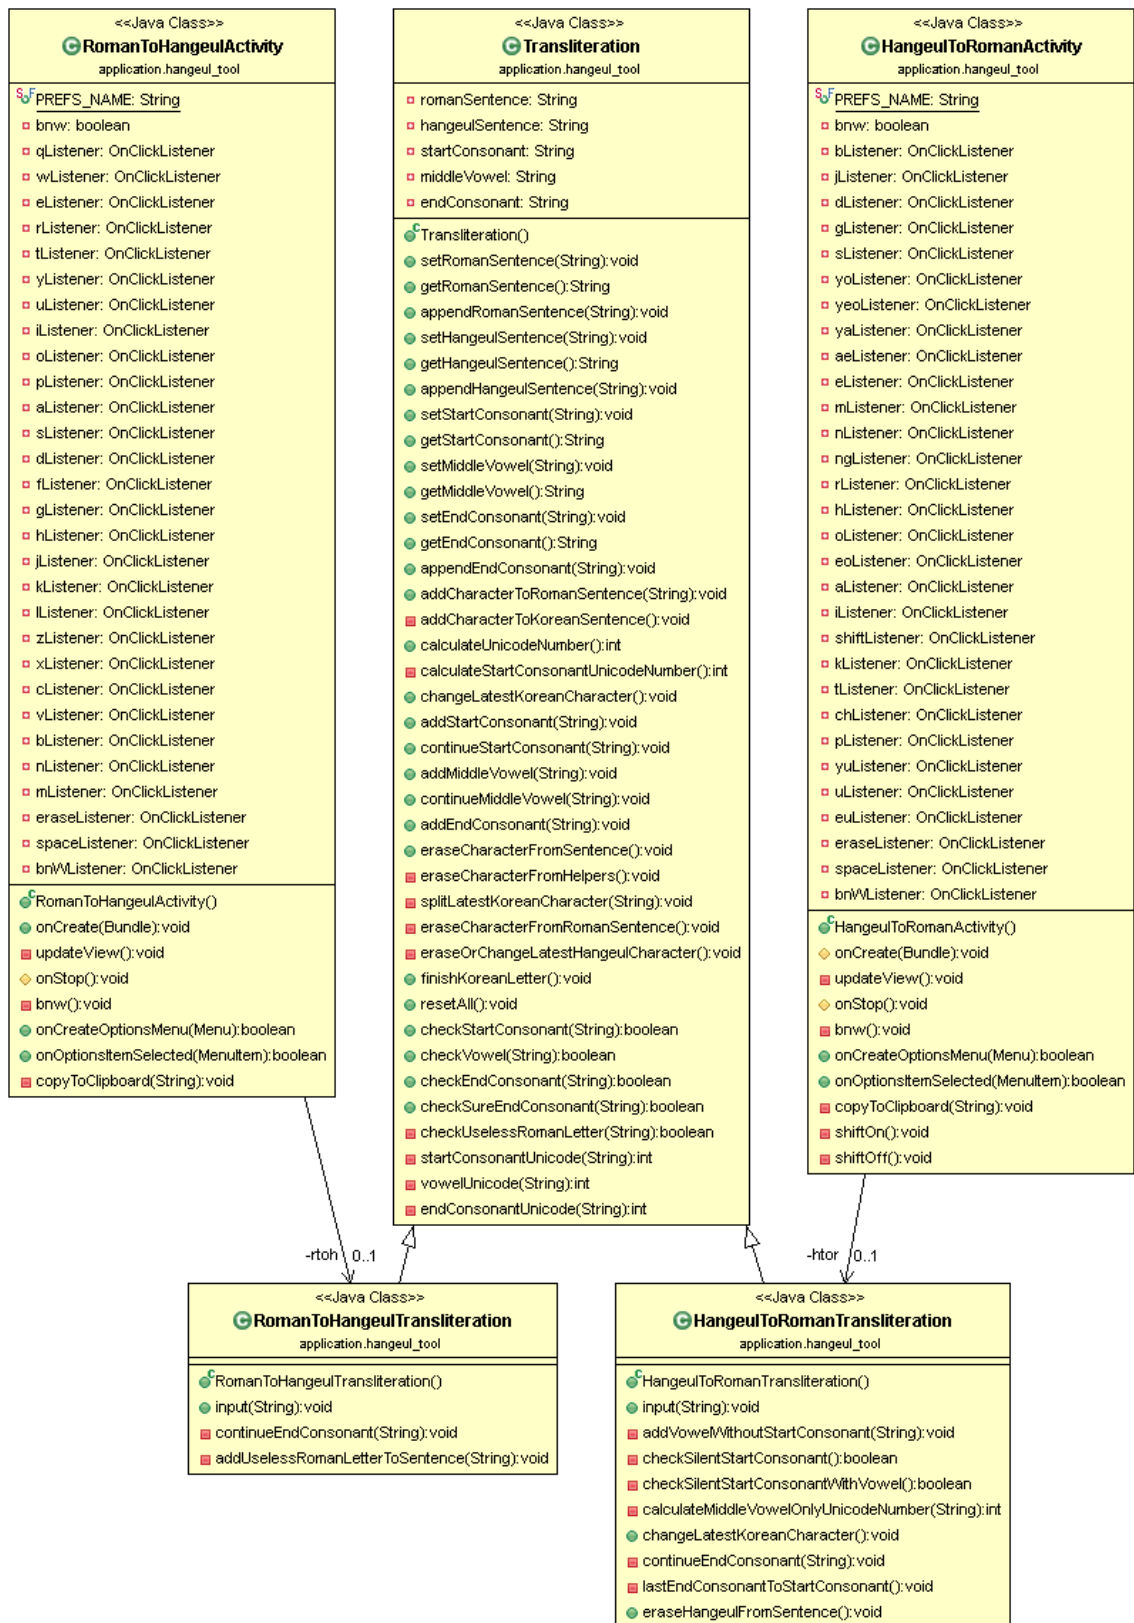 <<Java Class>>
RomanToHangeulActivity
application.hangeul_tool
PREFS_NAME: String
bnw: boolean
qListener: OnClickListener
wListener: OnClickListener
eListener: OnClickListener
rListener: OnClickListener
tListener: OnClickListener
yListener: OnClickListener
uListener: OnClickListener
iListener: OnClickListener
oListener: OnClickListener
pListener: OnClickListener
aListener: OnClickListener
sListener: OnClickListener
dListener: OnClickListener
fListener: OnClickListener
gListener: OnClickListener
hListener: OnClickListener
jListener: OnClickListener
kListener: OnClickListener
lListener: OnClickListener
zListener: OnClickListener
xListener: OnClickListener
cListener: OnClickListener
vListener: OnClickListener
bListener: OnClickListener
nListener: OnClickListener
mListener: OnClickListener
eraseListener: OnClickListener
spaceListener: OnClickListener
bnWListener: OnClickListener
RomanToHangeulActivity()
onCreate(Bundle):void
updateView():void
onStop():void
bnw():void
onCreateOptionsMenu(Menu):boolean
onOptionsItemSelected(MenuItem):boolean
copyToClipboard(String):void
<<Java Class>>
Transliteration
application.hangeul_tool
romanSentence: String
hangeulSentence: String
startConsonant: String
middleVowel: String
endConsonant: String
Transliteration()
setRomanSentence(String):void
getRomanSentence():String
appendRomanSentence(String):void
setHangeulSentence(String):void
getHangeulSentence():String
appendHangeulSentence(String):void
setStartConsonant(String):void
getStartConsonant():String
setMiddleVowel(String):void
getMiddleVowel():String
setEndConsonant(String):void
getEndConsonant():String
appendEndConsonant(String):void
addCharacterToRomanSentence(String):void
addCharacterToKoreanSentence():void
calculateUnicodeNumber():int
calculateStartConsonantUnicodeNumber():int
changeLatestKoreanCharacter():void
addStartConsonant(String):void
continueStartConsonant(String):void
addMiddleVowel(String):void
continueMiddleVowel(String):void
addEndConsonant(String):void
eraseCharacterFromSentence():void
eraseCharacterFromHelpers():void
splitLatestKoreanCharacter(String):void
eraseCharacterFromRomanSentence():void
eraseOrChangeLatestHangeulCharacter():void
finishKoreanLetter():void
resetAll():void
checkStartConsonant(String):boolean
checkVowel(String):boolean
checkEndConsonant(String):boolean
checkSureEndConsonant(String):boolean
checkUselessRomanLetter(String):boolean
startConsonantUnicode(String):int
vowelUnicode(String):int
endConsonantUnicode(String):int
<<Java Class>>
HangeulToRomanActivity
application.hangeul_tool
PREFS_NAME: String
bnw: boolean
bListener: OnClickListener
jListener: OnClickListener
dListener: OnClickListener
gListener: OnClickListener
sListener: OnClickListener
yoListener: OnClickListener
yeoListener: OnClickListener
yaListener: OnClickListener
aeListener: OnClickListener
eListener: OnClickListener
mListener: OnClickListener
nListener: OnClickListener
ngListener: OnClickListener
rListener: OnClickListener
hListener: OnClickListener
oListener: OnClickListener
eoListener: OnClickListener
aListener: OnClickListener
iListener: OnClickListener
shiftListener: OnClickListener
kListener: OnClickListener
tListener: OnClickListener
chListener: OnClickListener
pListener: OnClickListener
yuListener: OnClickListener
uListener: OnClickListener
euListener: OnClickListener
eraseListener: OnClickListener
spaceListener: OnClickListener
bnWListener: OnClickListener
HangeulToRomanActivity()
onCreate(Bundle):void
updateView():void
onStop():void
bnw():void
onCreateOptionsMenu(Menu):boolean
onOptionsItemSelected(MenuItem):boolean
copyToClipboard(String):void
shiftOn():void
shiftOff():void
-rtoh 0..1
-htor 0..1
<<Java Class>>
RomanToHangeulTransliteration
application.hangeul_tool
RomanToHangeulTransliteration()
input(String):void
continueEndConsonant(String):void
addUselessRomanLetterToSentence(String):void
<<Java Class>>
HangeulToRomanTransliteration
application.hangeul_tool
HangeulToRomanTransliteration()
input(String):void
addVowelWithoutStartConsonant(String):void
checkSilentStartConsonant():boolean
checkSilentStartConsonantWithVowel():boolean
calculateMiddleVowelOnlyUnicodeNumber(String):int
changeLatestKoreanCharacter():void
continueEndConsonant(String):void
lastEndConsonantToStartConsonant():void
eraseHangeulFromSentence():void